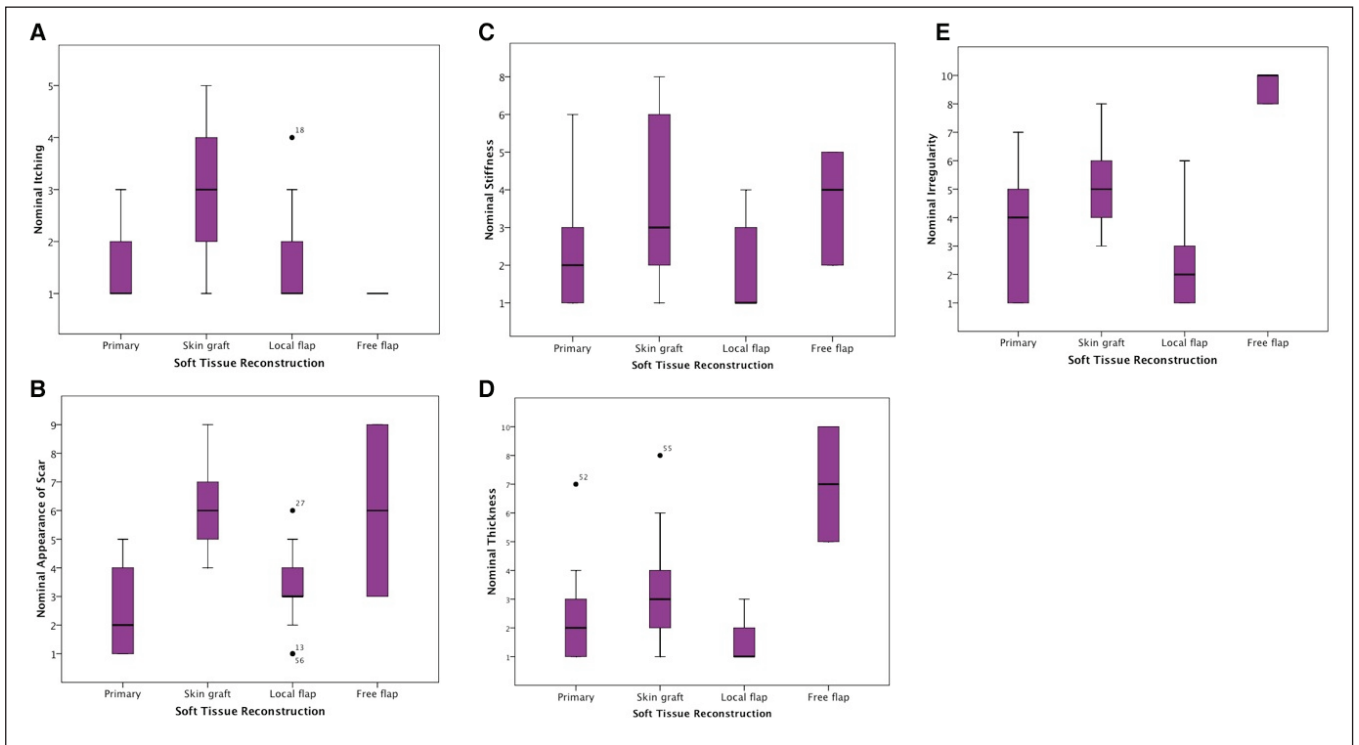 A
Nominal Itching
5
4
3
2
1
18
Primary Skin graft Local flap Free flap
Soft Tissue Reconstruction
B
Nominal Appearance of Scar
9
8
7
6
5
4
3
2
1
27
13
56
Primary Skin graft Local flap Free flap
Soft Tissue Reconstruction
C
Nominal Stiffness
8
6
5
4
3
2
1
Primary Skin graft Local flap Free flap
Soft Tissue Reconstruction
D
Nominal Thickness
10
8
7
6
5
4
3
2
1
52
55
Primary Skin graft Local flap Free flap
Soft Tissue Reconstruction
E
Nominal Irregularity
10
8
7
6
5
4
3
2
1
Primary Skin graft Local flap Free flap
Soft Tissue Reconstruction